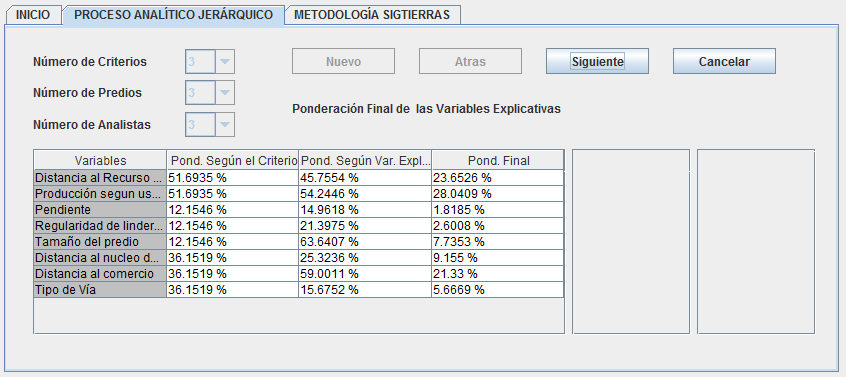 INICIO PROCESO ANALÍTICO JERÁRQUICO METODOLOGÍA SIGTIERRAS
Número de Criterios 3 Nuevo Atras Siguiente Cancelar
Número de Predios 3
Ponderación Final de las Variables Explicativas
Número de Analistas 3
Variables Pond. Según el Criterio Pond. Según Var. Expl... Pond. Final
Distancia al Recurso ... 51.6935 % 45.7554 % 23.6526 %
Producción segun us... 51.6935 % 54.2446 % 28.0409 %
Pendiente 12.1546 % 14.9618 % 1.8185 %
Regularidad de linder... 12.1546 % 21.3975 % 2.6008 %
Tamaño del predio 12.1546 % 63.6407 % 7.7353 %
Distancia al nucleo d... 36.1519 % 25.3236 % 9.155 %
Distancia al comercio 36.1519 % 59.0011 % 21.33 %
Tipo de Vía 36.1519 % 15.6752 % 5.6669 %